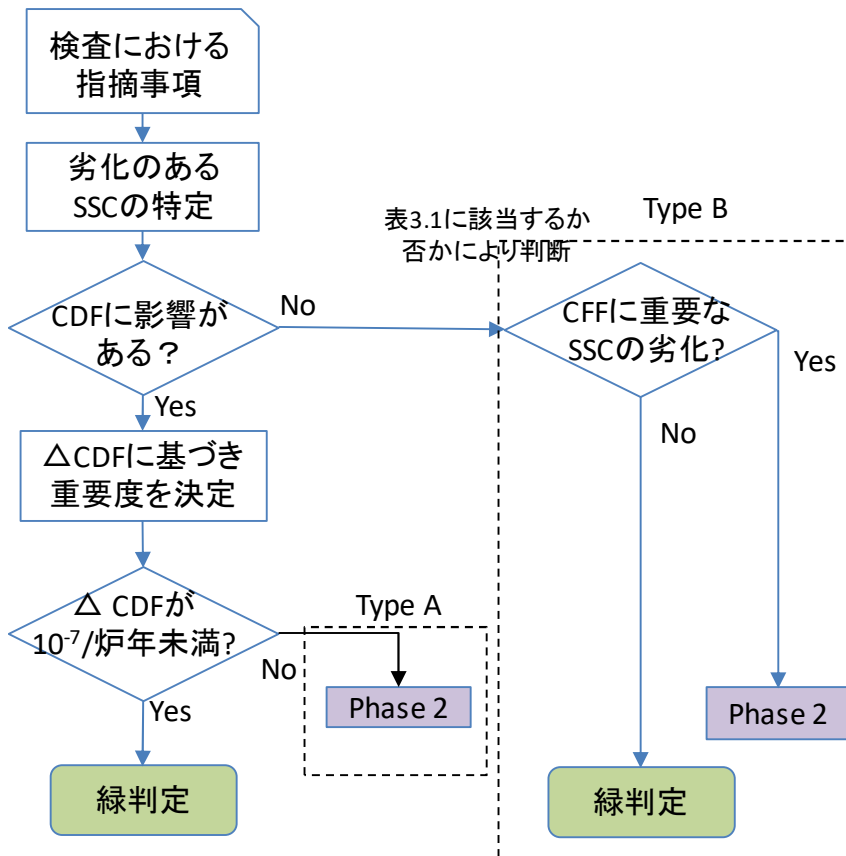 検査における
指摘事項
劣化のある
SSCの特定
表3.1に該当するか
否かにより判断
Type B
CDFに影響が
ある？
No
CFFに重要な
SSCの劣化?
Yes
Yes
No
△CDFに基づき
重要度を決定
△ CDFが
10⁻⁷/炉年未満?
Type A
No
Phase 2
Yes
Phase 2
緑判定
緑判定